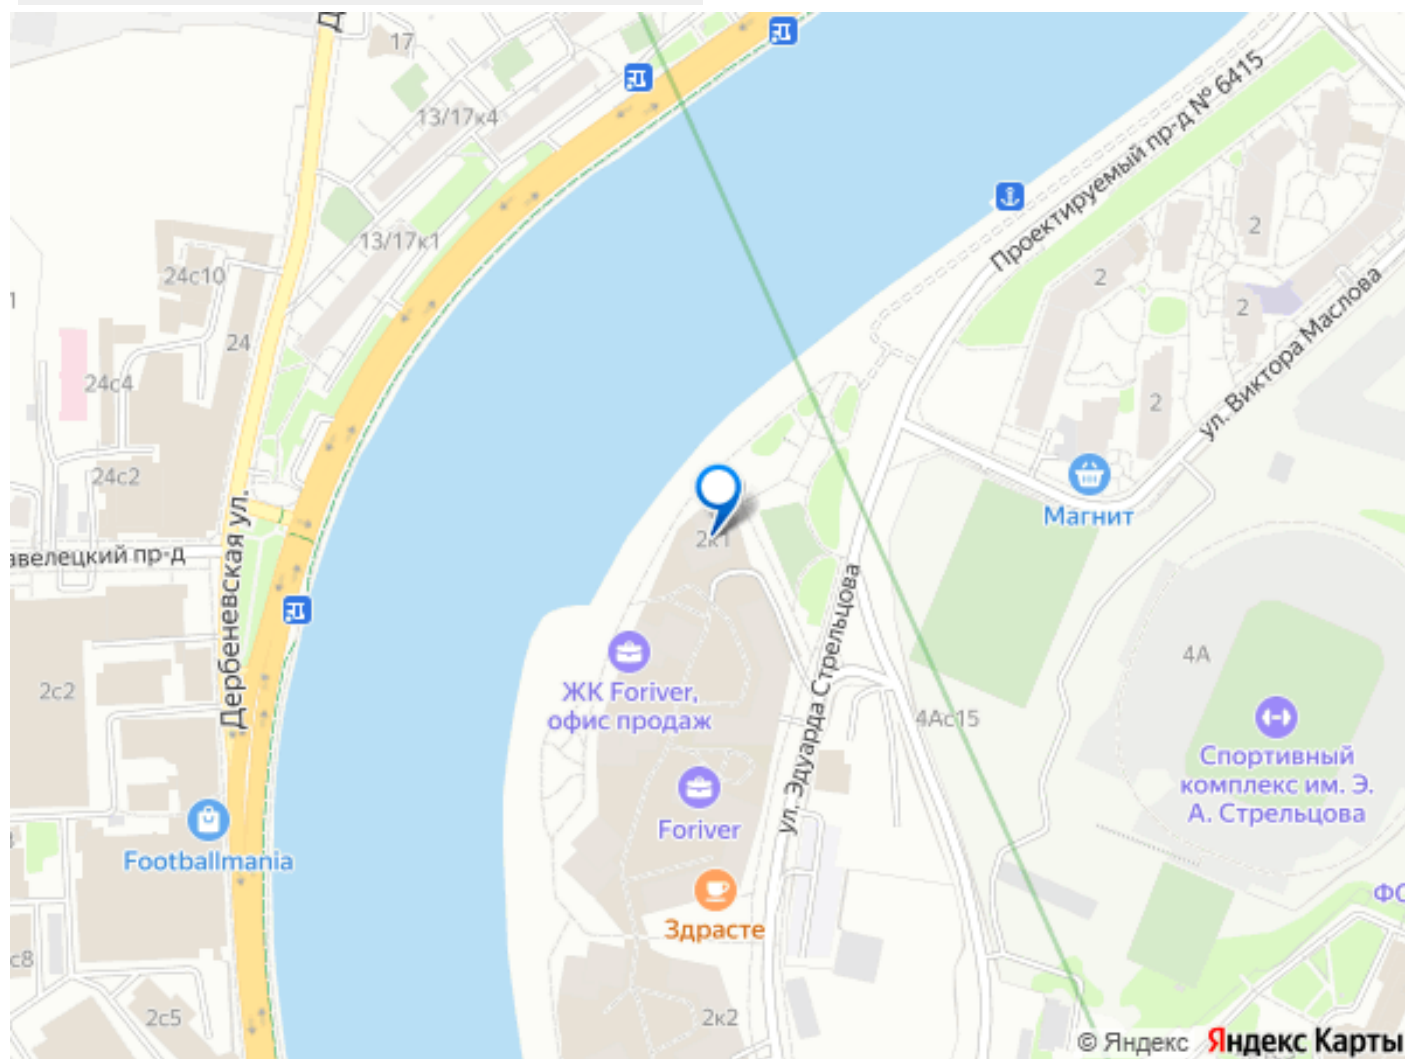 17
13/17к4
13/17к1
Проектируемый пр-д № 6415
24с10
24
24с4
24с2
2
2
2
2
ул. Виктора Маслова
Магнит
2к1
авелецкий пр-д
Дербеневская ул.
ул. Эдуарда Стрельцова
ЖК Foriver,
офис продаж
2с2
4А
4Ас15
Спортивный
комплекс им. Э.
А. Стрельцова
Foriver
Footballmania
Здрасте
ФО
с8
2с5
2к2
© Яндекс Яндекс Карты